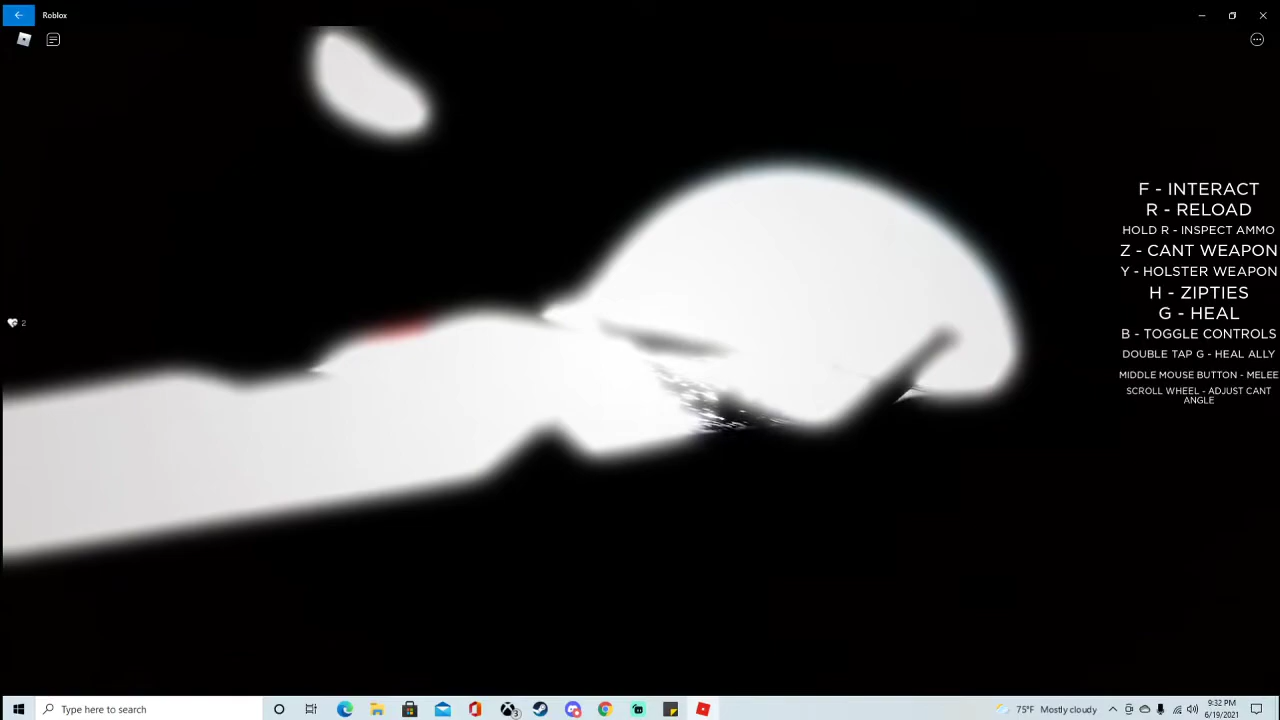 Roblox
F - INTERACT
R - RELOAD
HOLD R - INSPECT AMMO
Z - CANT WEAPON
Y - HOLSTER WEAPON
H - ZIPTIES
G - HEAL
B - TOGGLE CONTROLS
DOUBLE TAP G - HEAL ALLY
MIDDLE MOUSE BUTTON - MELEE
SCROLL WHEEL - ADJUST CANT
ANGLE
2
Type here to search
3
75°F Mostly cloudy
9:32 PM
6/19/2021